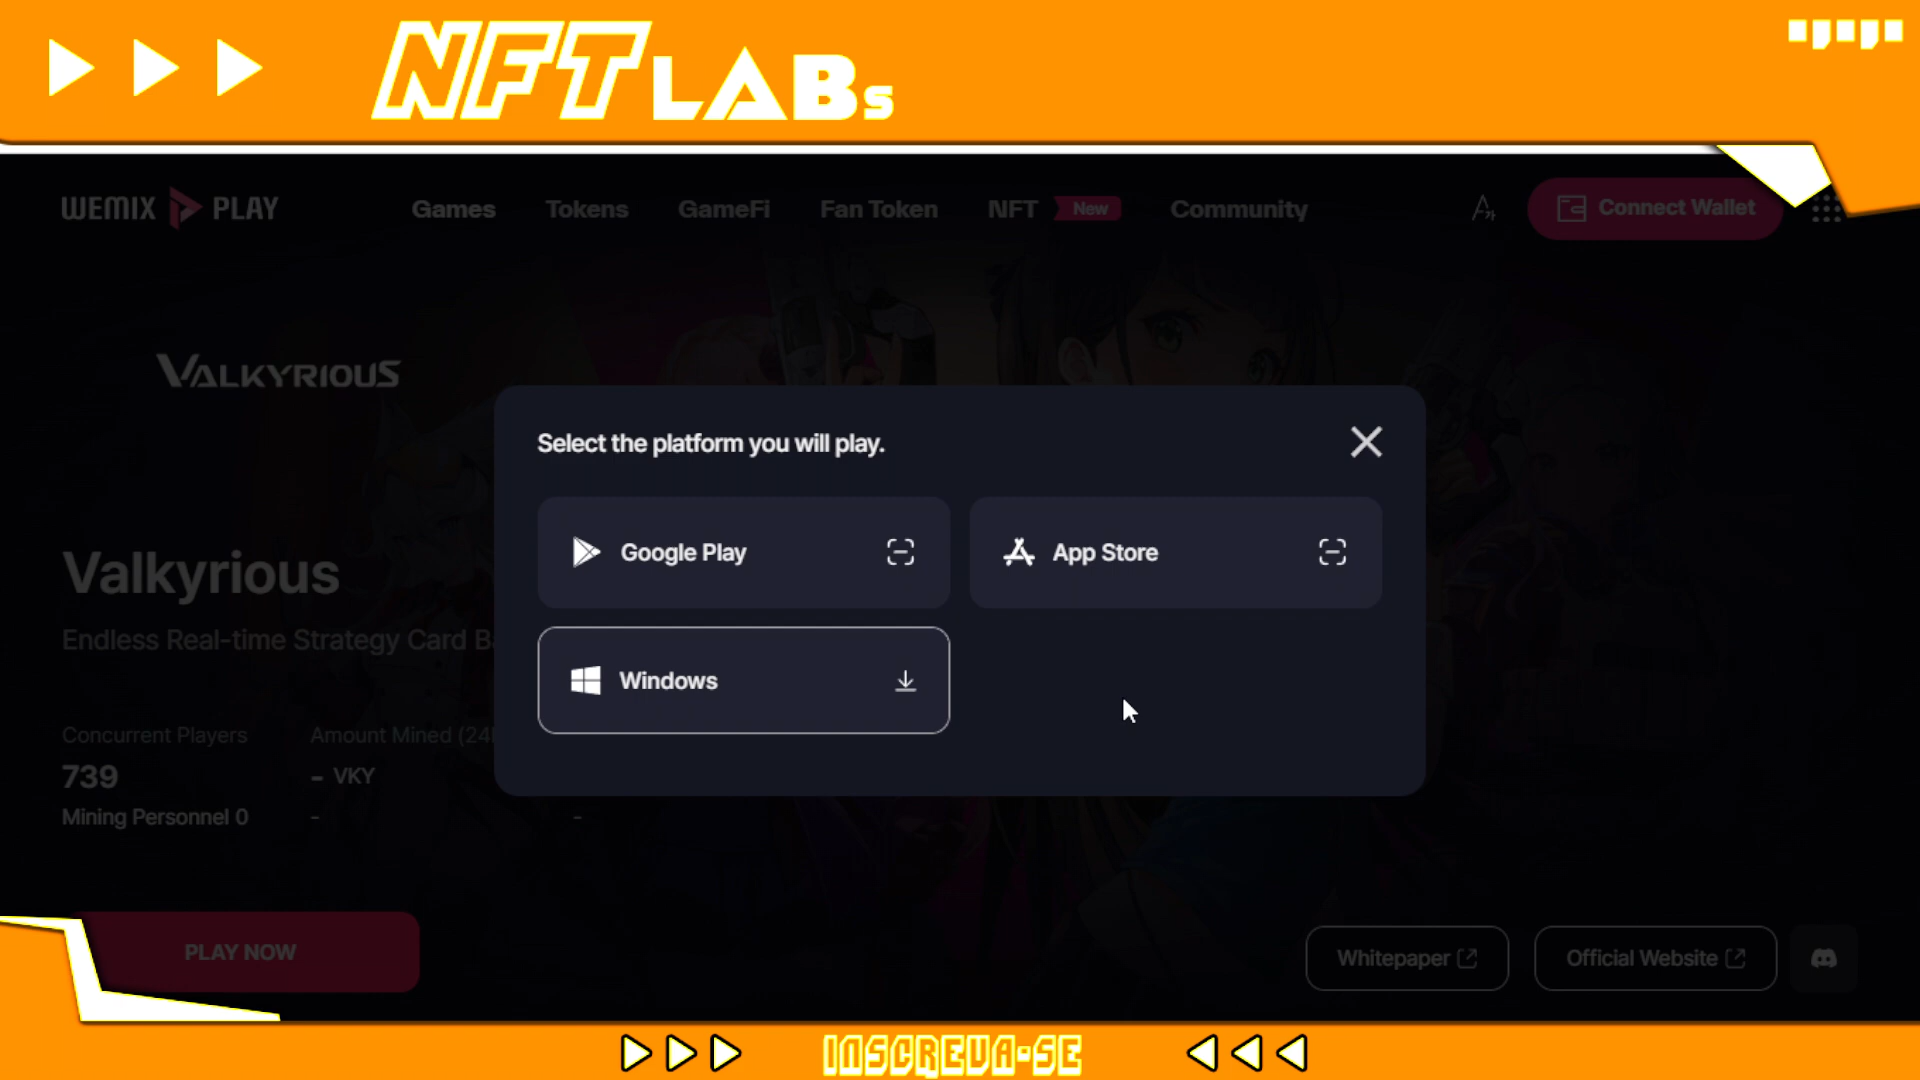 NFT LABs
WEMIX PLAY
Games Tokens GameFi Fan Token NFT New Community
Connect Wallet
VALKYRIOUS
Select the platform you will play.
Google Play
App Store
Windows
Valkyrious
Endless Real-time Strategy Card
Concurrent Players
Amount Mined
739
- VKY
Mining Personnel 0
-
-
PLAY NOW
Whitepaper
Official Website
INSCREVA-SE